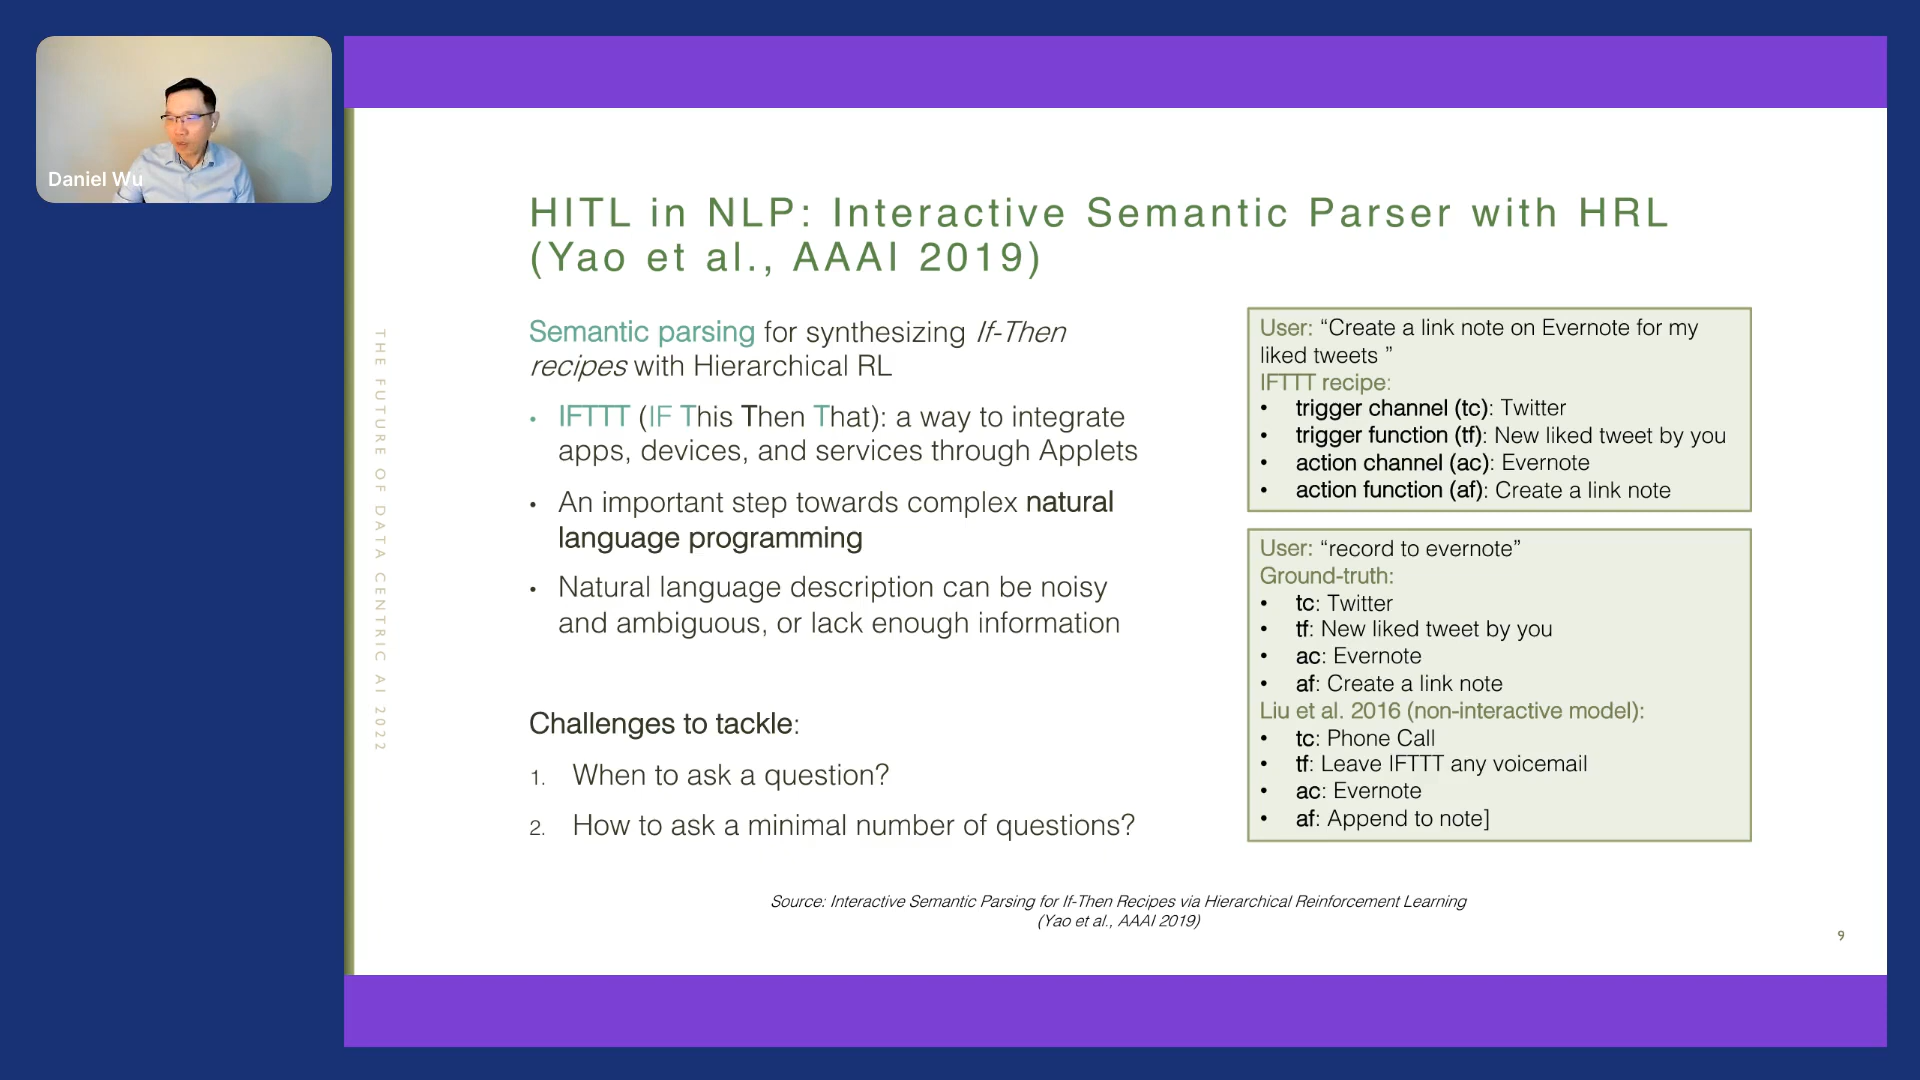 Daniel Wu
THE FUTURE OF DATA CENTRIC AI 2022
HITL in NLP: Interactive Semantic Parser with HRL
(Yao et al., AAAI 2019)
Semantic parsing for synthesizing If-Then
recipes with Hierarchical RL
• IFTTT (IF This Then That): a way to integrate
apps, devices, and services through Applets
• An important step towards complex natural
language programming
• Natural language description can be noisy
and ambiguous, or lack enough information
Challenges to tackle:
1. When to ask a question?
2. How to ask a minimal number of questions?
User: “Create a link note on Evernote for my
liked tweets ”
IFTTT recipe:
• trigger channel (tc): Twitter
• trigger function (tf): New liked tweet by you
• action channel (ac): Evernote
• action function (af): Create a link note
User: “record to evernote”
Ground-truth:
• tc: Twitter
• tf: New liked tweet by you
• ac: Evernote
• af: Create a link note
Liu et al. 2016 (non-interactive model):
• tc: Phone Call
• tf: Leave IFTTT any voicemail
• ac: Evernote
• af: Append to note]
Source: Interactive Semantic Parsing for If-Then Recipes via Hierarchical Reinforcement Learning
(Yao et al., AAAI 2019)
9